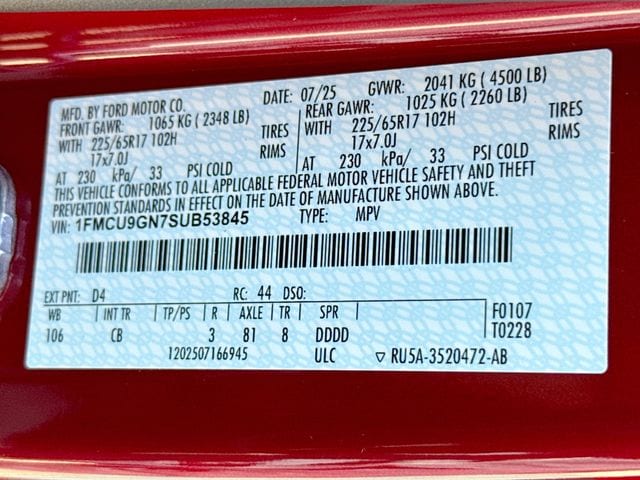 MFD. BY FORD MOTOR CO.
DATE: 07/25 GVWR: 2041 KG ( 4500 LB)
FRONT GAWR: 1065 KG ( 2348 LB)
REAR GAWR: 1025 KG ( 2260 LB)
WITH 225/65R17 102H TIRES
WITH 225/65R17 102H TIRES
17x7.0J RIMS
17x7.0J RIMS
AT 230 kPa/ 33 PSI COLD
AT 230 kPa/ 33 PSI COLD
THIS VEHICLE CONFORMS TO ALL APPLICABLE FEDERAL MOTOR VEHICLE SAFETY AND THEFT
PREVENTION STANDARDS IN EFFECT ON THE DATE OF MANUFACTURE SHOWN ABOVE.
VIN: 1FMCU9GN7SUB53845 TYPE: MPV
EXT PNT: D4 RC: 44 DSO:
WB INT TR TP/PS R AXLE TR SPR
106 CB 3 81 8 DDDD
F0107
T0228
1202507166945 ULC ▽ RU5A-3520472-AB